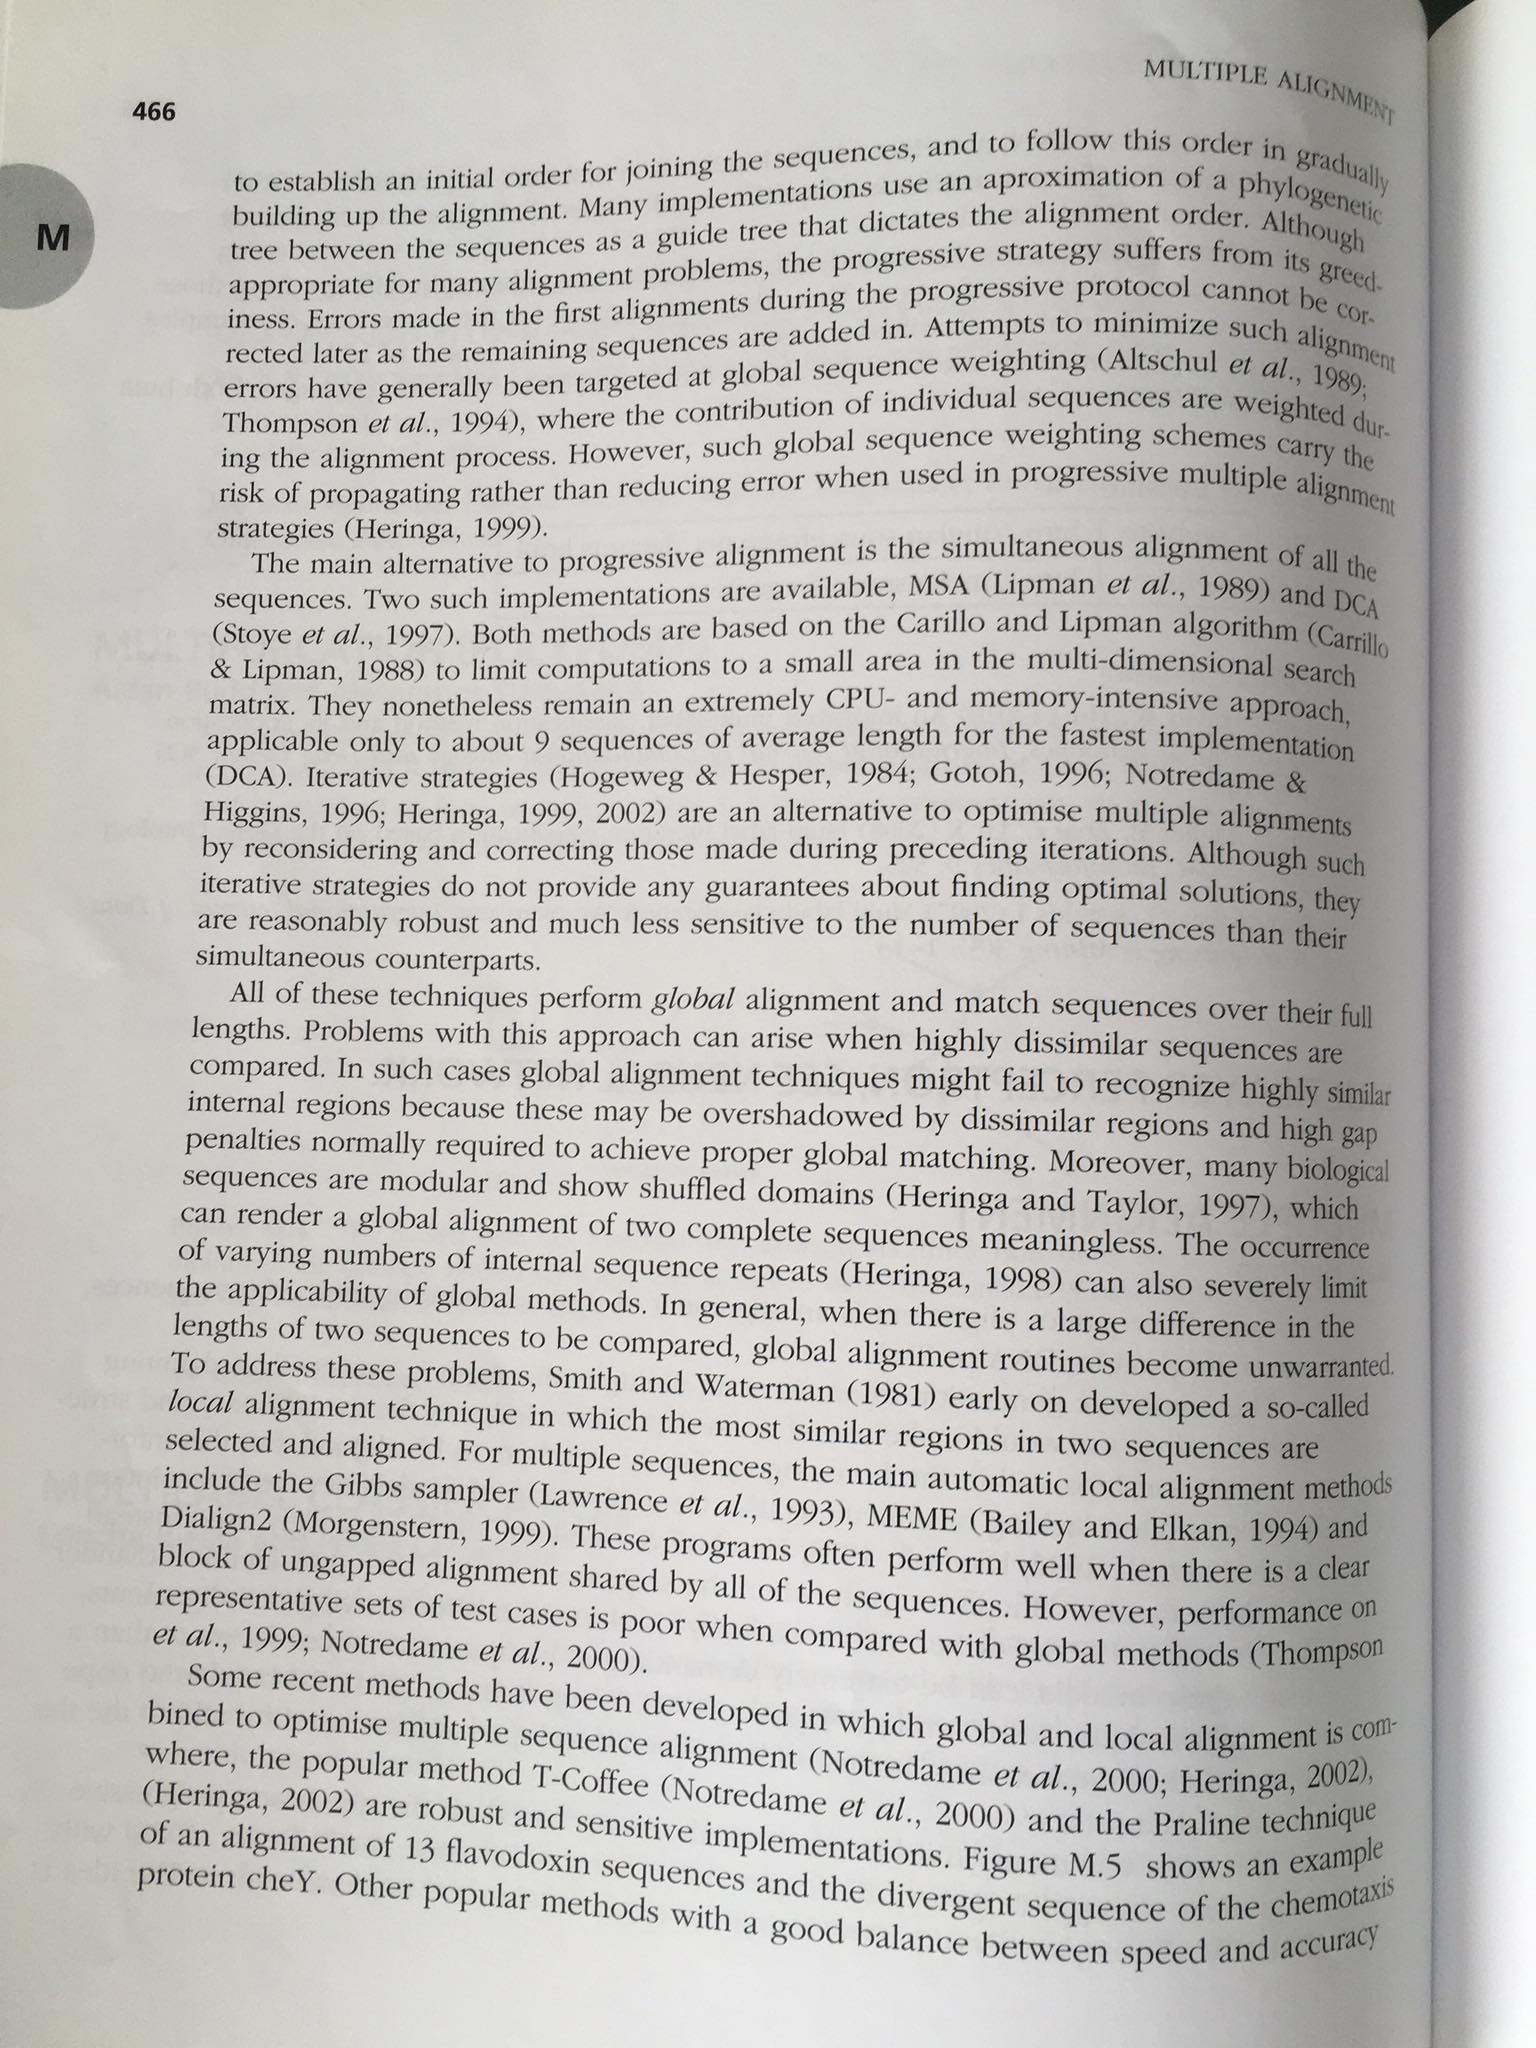 466
MULTIPLE ALIGNMENT
M
to establish an initial order for joining the sequences, and to follow this order in gradually
building up the alignment. Many implementations use an aproximation of a phylogenetic
tree between the sequences as a guide tree that dictates the alignment order. Although
appropriate for many alignment problems, the progressive strategy suffers from its greed-
iness. Errors made in the first alignments during the progressive protocol cannot be cor-
rected later as the remaining sequences are added in. Attempts to minimize such alignment
errors have generally been targeted at global sequence weighting (Altschul et al., 1989;
Thompson et al., 1994), where the contribution of individual sequences are weighted dur-
ing the alignment process. However, such global sequence weighting schemes carry the
risk of propagating rather than reducing error when used in progressive multiple alignment
strategies (Heringa, 1999).
The main alternative to progressive alignment is the simultaneous alignment of all the
sequences. Two such implementations are available, MSA (Lipman et al., 1989) and DCA
(Stoye et al., 1997). Both methods are based on the Carillo and Lipman algorithm (Carrillo
& Lipman, 1988) to limit computations to a small area in the multi-dimensional search
matrix. They nonetheless remain an extremely CPU- and memory-intensive approach,
applicable only to about 9 sequences of average length for the fastest implementation
(DCA). Iterative strategies (Hogeweg & Hesper, 1984; Gotoh, 1996; Notredame &
Higgins, 1996; Heringa, 1999, 2002) are an alternative to optimise multiple alignments
by reconsidering and correcting those made during preceding iterations. Although such
iterative strategies do not provide any guarantees about finding optimal solutions, they
are reasonably robust and much less sensitive to the number of sequences than their
simultaneous counterparts.
All of these techniques perform global alignment and match sequences over their full
lengths. Problems with this approach can arise when highly dissimilar sequences are
compared. In such cases global alignment techniques might fail to recognize highly similar
internal regions because these may be overshadowed by dissimilar regions and high gap
penalties normally required to achieve proper global matching. Moreover, many biological
sequences are modular and show shuffled domains (Heringa and Taylor, 1997), which
can render a global alignment of two complete sequences meaningless. The occurrence
of varying numbers of internal sequence repeats (Heringa, 1998) can also severely limit
the applicability of global methods. In general, when there is a large difference in the
lengths of two sequences to be compared, global alignment routines become unwarranted.
To address these problems, Smith and Waterman (1981) early on developed a so-called
local alignment technique in which the most similar regions in two sequences are
selected and aligned. For multiple sequences, the main automatic local alignment methods
include the Gibbs sampler (Lawrence et al., 1993), MEME (Bailey and Elkan, 1994) and
Dialign2 (Morgenstern, 1999). These programs often perform well when there is a clear
block of ungapped alignment shared by all of the sequences. However, performance on
representative sets of test cases is poor when compared with global methods (Thompson
et al., 1999; Notredame et al., 2000).
Some recent methods have been developed in which global and local alignment is com-
bined to optimise multiple sequence alignment (Notredame et al., 2000; Heringa, 2002),
where, the popular method T-Coffee (Notredame et al., 2000) and the Praline technique
(Heringa, 2002) are robust and sensitive implementations. Figure M.5 shows an example
of an alignment of 13 flavodoxin sequences and the divergent sequence of the chemotaxis
protein cheY. Other popular methods with a good balance between speed and accuracy